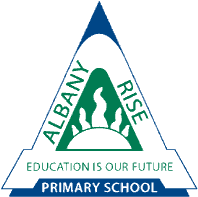 ALBANY
RISE
EDUCATION IS OUR FUTURE
PRIMARY SCHOOL